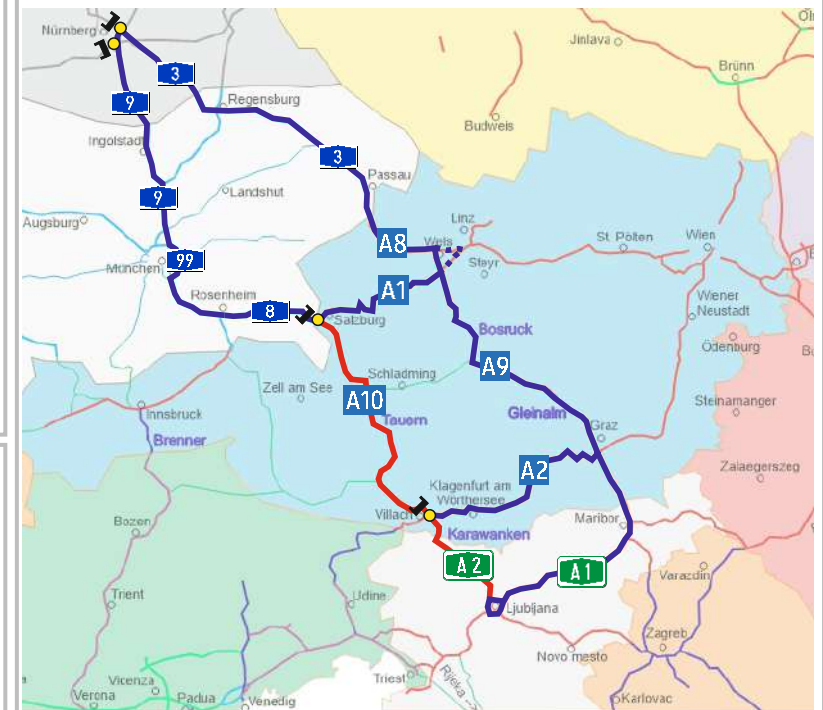 Nürnberg
3
9
Regensburg
Ingolstadt
3
Passau
9
Landshut
Augsburg
München
99
Rosenheim
8
Salzburg
A8
Linz
Wels
Steyr
A1
St. Pölten
Wien
Wiener
Neustadt
Ödenburg
Steinamanger
Zalaegerszeg
Jihlava
Brünn
Budweis
Bosruck
A9
Schladming
Zell am See
A10
Tauern
Gleinalm
Graz
Innsbruck
Brenner
A2
Klagenfurt am
Wörthersee
Villach
Karawanken
Maribor
A 2
A1
Ljubljana
Bozen
Trient
Udine
Varazdin
Zagreb
Novo mesto
Triest
Rijeka -->
Karlovac
Vicenza
Verona
Padua
Venedig